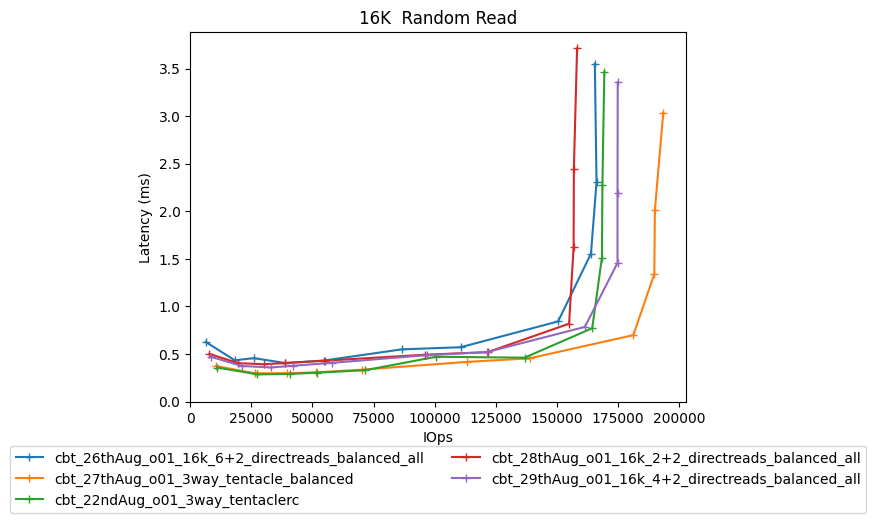 16K  Random Read
Latency (ms)
3.5
3.0
2.5
2.0
1.5
1.0
0.5
0.0
0 25000 50000 75000 100000 125000 150000 175000 200000
IOps
cbt_26thAug_o01_16k_6+2_directreads_balanced_all
cbt_27thAug_o01_3way_tentacle_balanced
cbt_22ndAug_o01_3way_tentaclerc
cbt_28thAug_o01_16k_2+2_directreads_balanced_all
cbt_29thAug_o01_16k_4+2_directreads_balanced_all